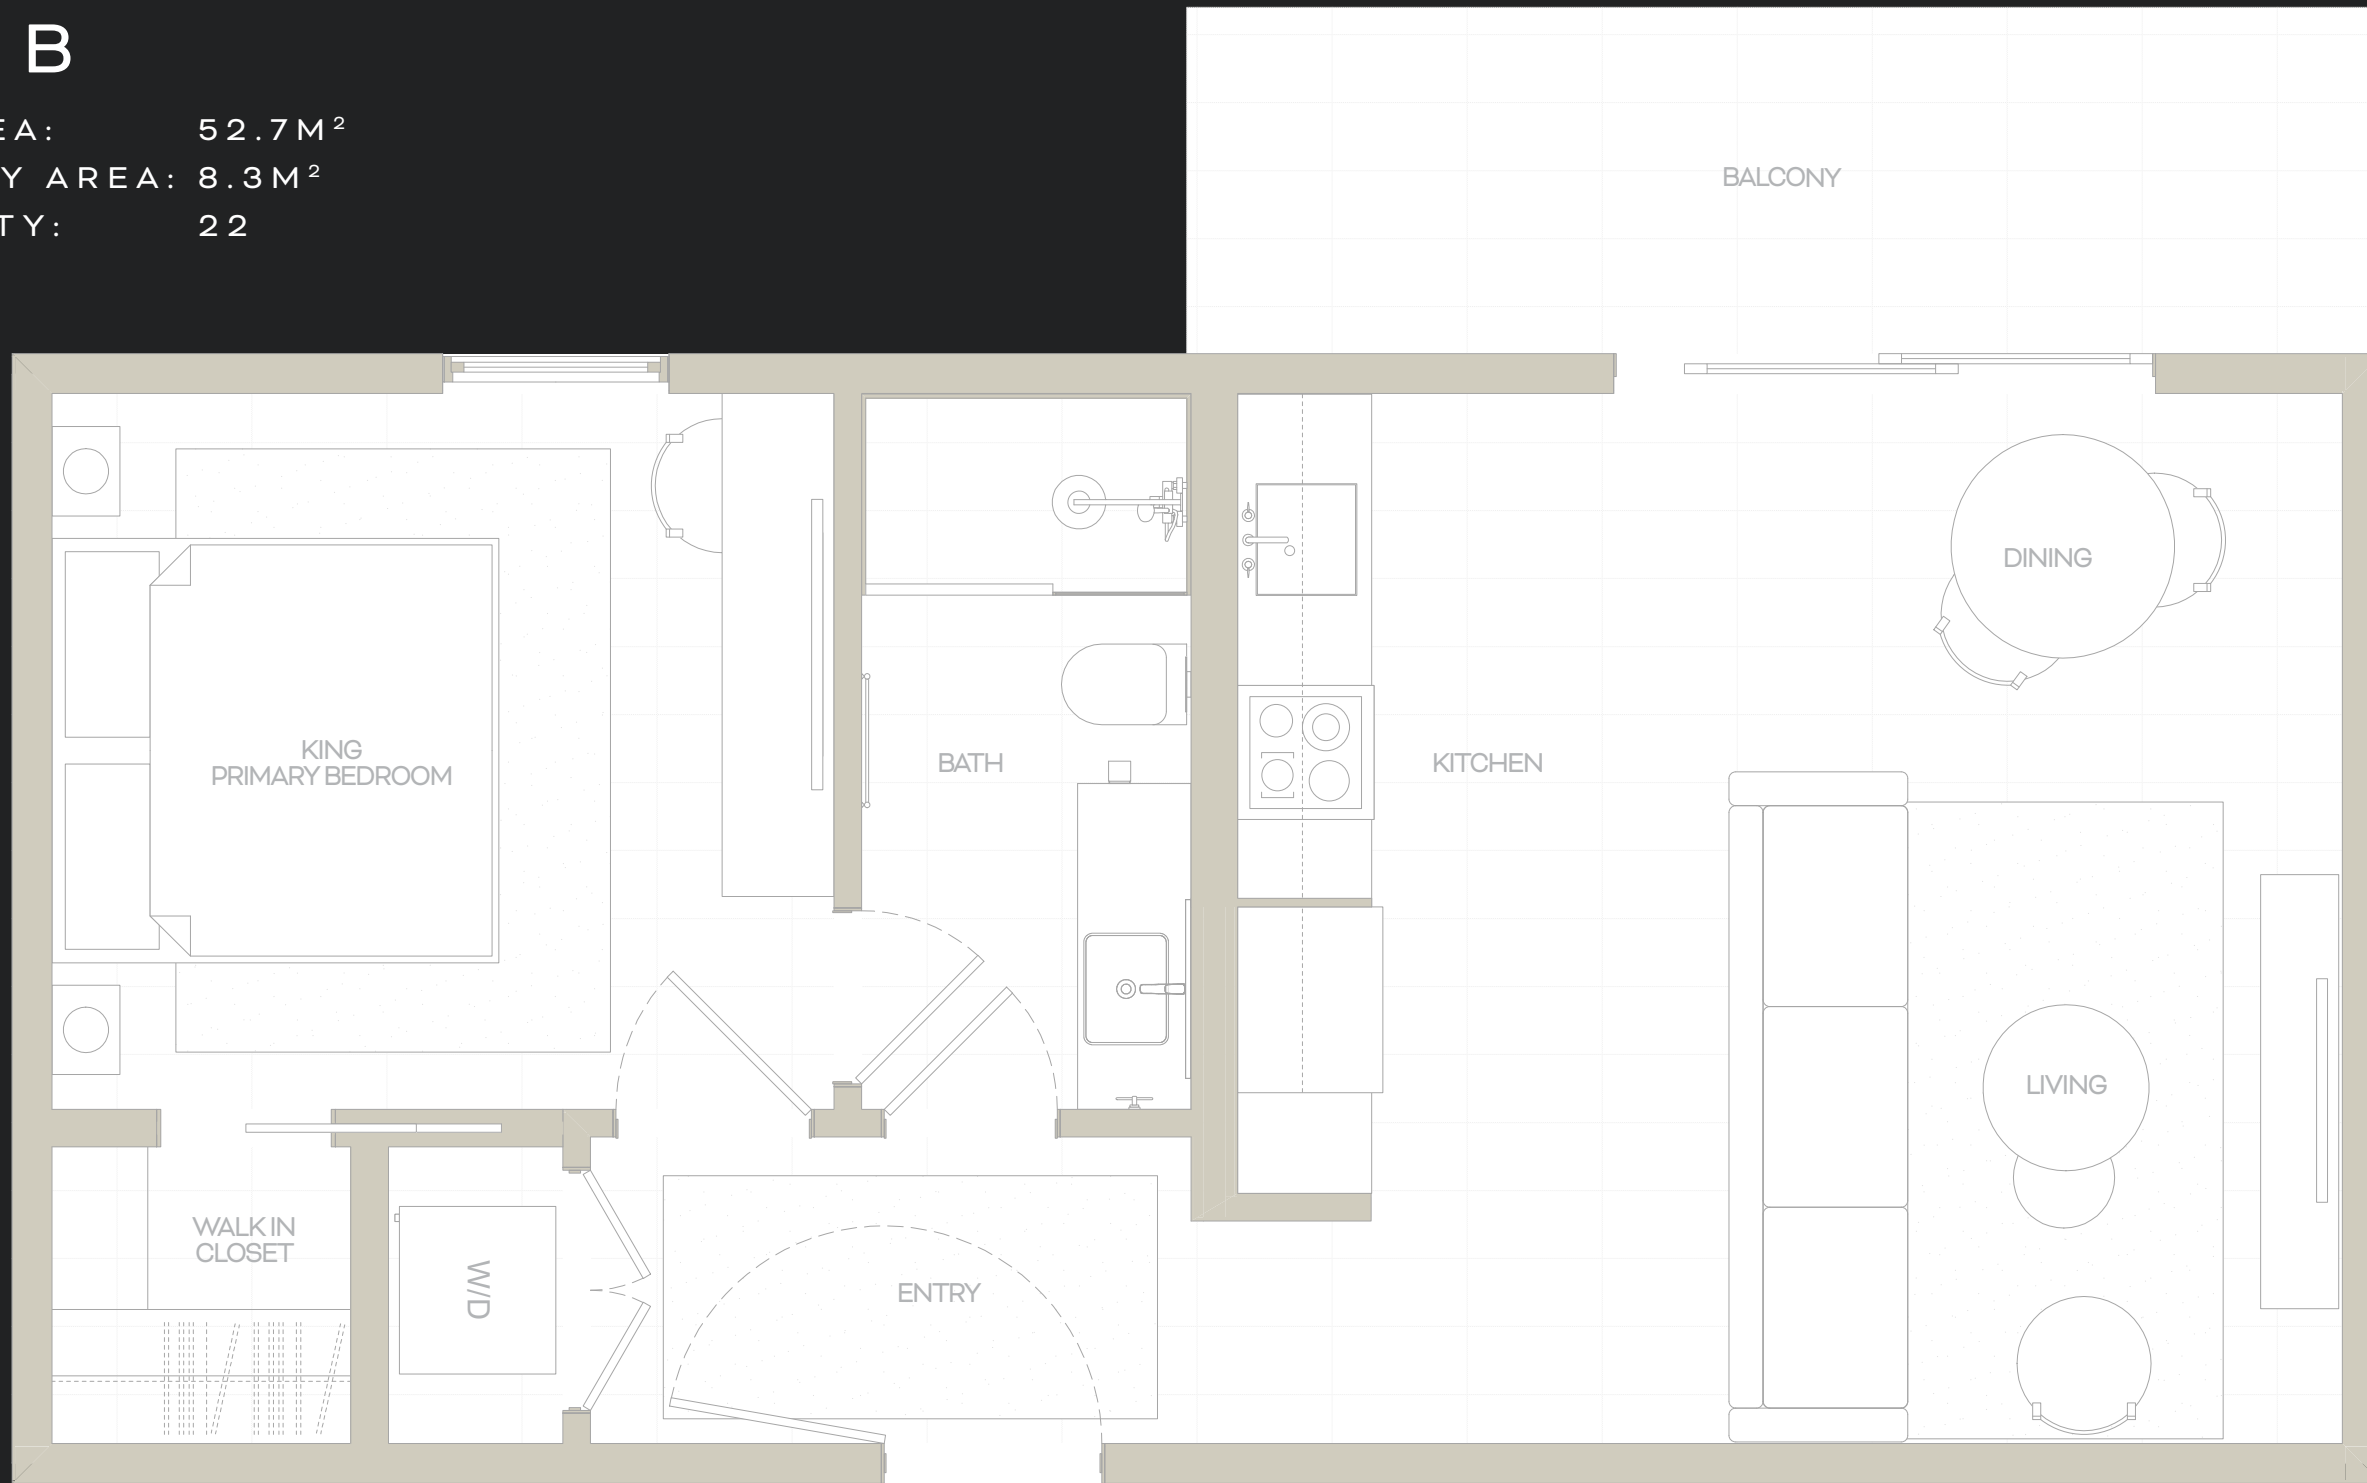 B
EA: 52.7M²
Y AREA: 8.3M²
TY: 22
BALCONY
DINING
KING
PRIMARY BEDROOM
BATH
KITCHEN
LIVING
WALK IN
CLOSET
W/D
ENTRY